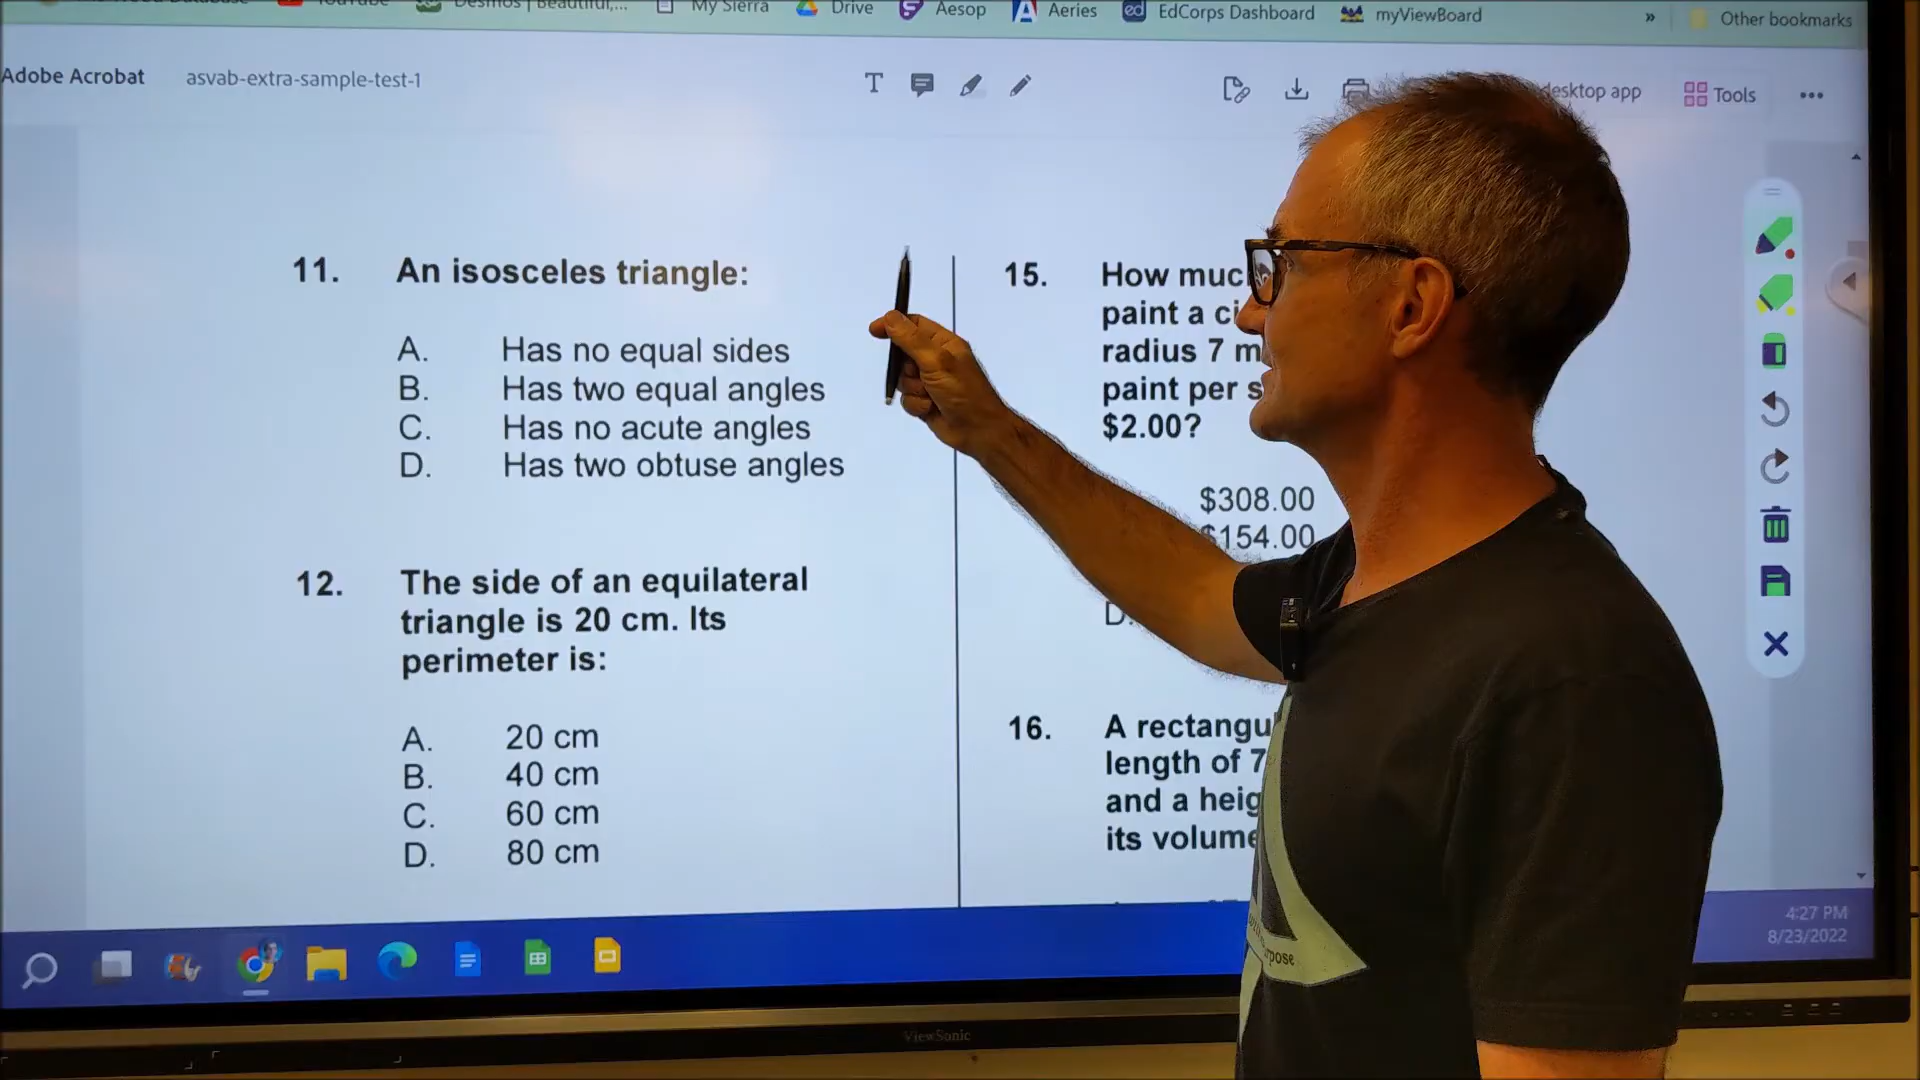 Desmos | Beautiful,...
My Sierra
Drive
Aesop
Aeries
ed
EdCorps Dashboard
myViewBoard
»
Other bookmarks
Adobe Acrobat
asvab-extra-sample-test-1
T
desktop app
Tools
11. An isosceles triangle:
A. Has no equal sides
B. Has two equal angles
C. Has no acute angles
D. Has two obtuse angles
12. The side of an equilateral
triangle is 20 cm. Its
perimeter is:
A. 20 cm
B. 40 cm
C. 60 cm
D. 80 cm
15. How muc
paint a ci
radius 7 m
paint per s
$2.00?
$308.00
$154.00
D.
16. A rectangu
length of 7
and a heig
its volume
4:27 PM
8/23/2022
ViewSonic